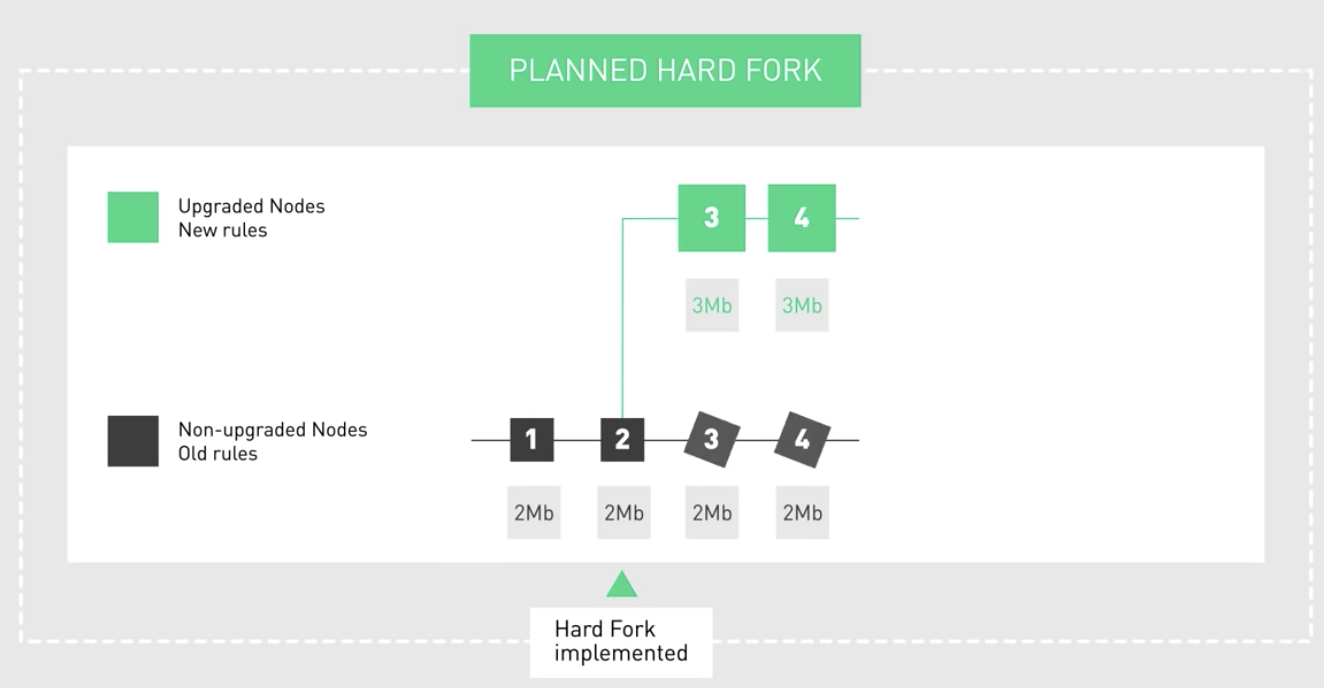 PLANNED HARD FORK
Upgraded Nodes
New rules
3
4
3Mb
3Mb
Non-upgraded Nodes
Old rules
1
2
3
4
2Mb
2Mb
2Mb
2Mb
Hard Fork
implemented